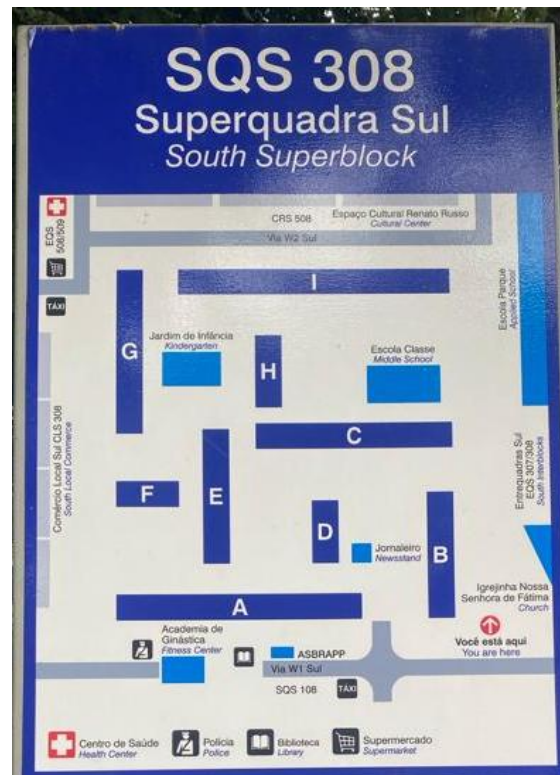 SQS 308
Superquadra Sul
South Superblock
EQS
508/509
CRS 508
Espaço Cultural Renato Russo
Cultural Center
Via W2 Sul
TÁXI
I
G
Jardim de Infância
Kindergarten
H
Escola Classe
Middle School
Escola Parque
Applied School
C
Comércio Local Sul CLS 308
South Local Commerce
F
E
D
B
Entrequadras Sul
EQS 307/308
South Interblocks
Jornaleiro
Newsstand
Igrejinha Nossa
Senhora de Fátima
Church
A
Academia de
Ginástica
Fitness Center
ASBRAPP
Via W1 Sul
SQS 108
TÁXI
Você está aqui
You are here
Centro de Saúde
Health Center
Polícia
Police
Biblioteca
Library
Supermercado
Supermarket